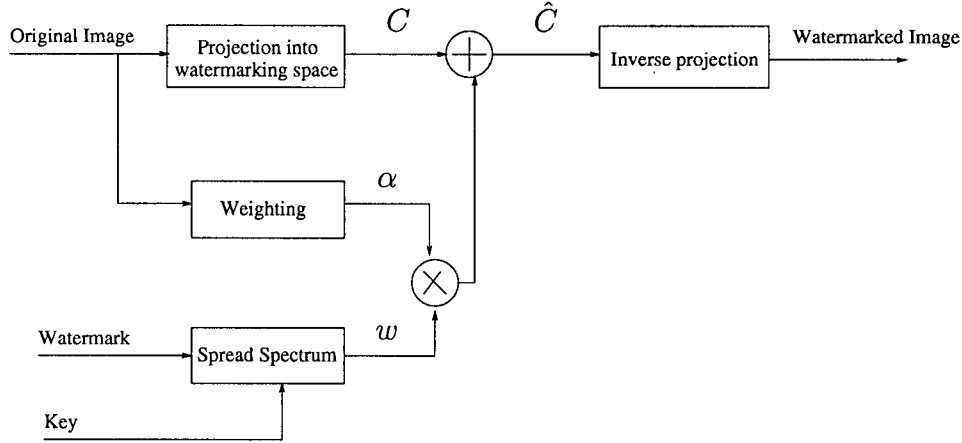 Original Image
Projection into
watermarking space
C
+
Ĉ
Inverse projection
Watermarked Image
Weighting
α
×
Watermark
Spread Spectrum
w
Key